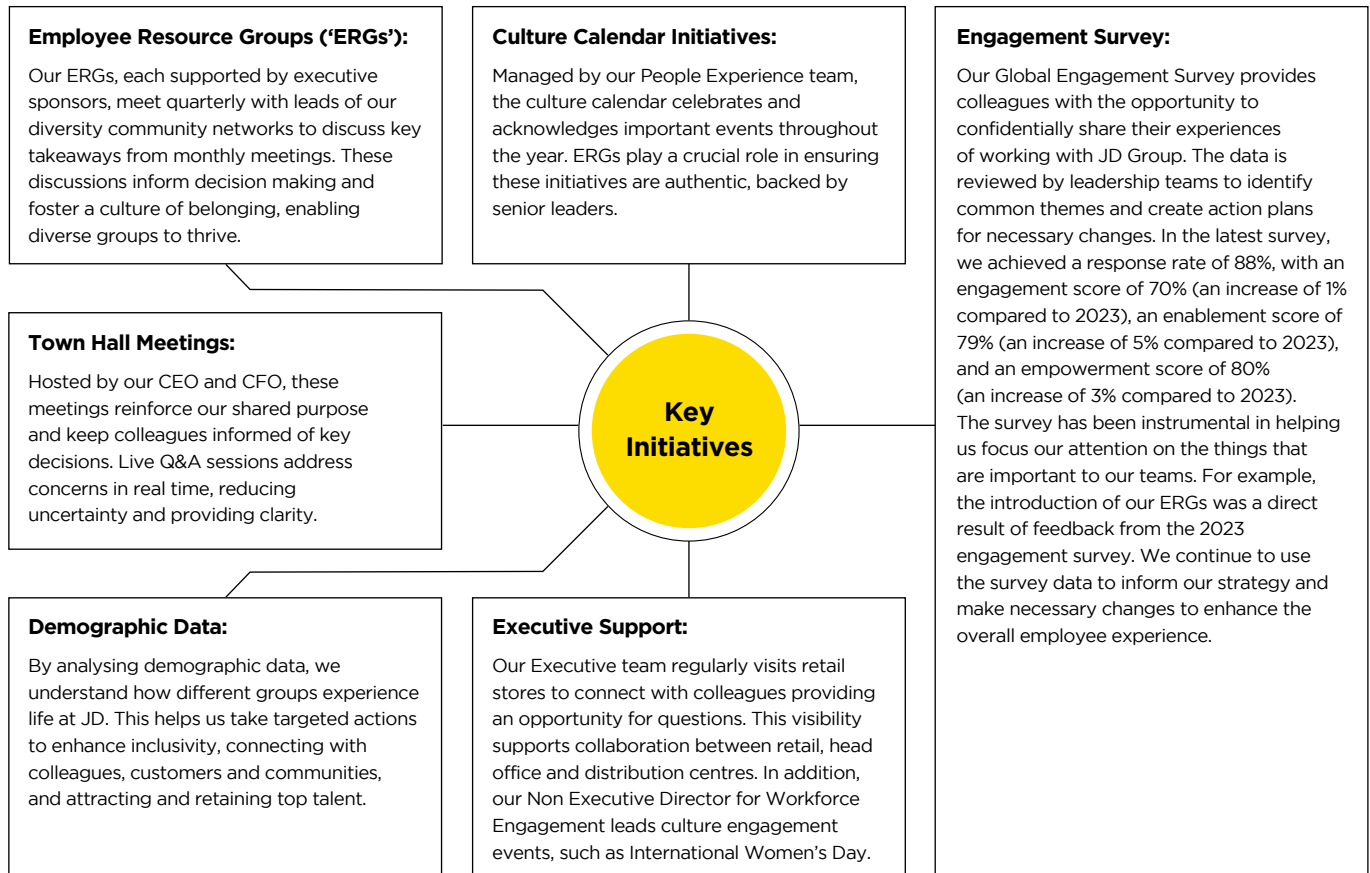 Employee Resource Groups (‘ERGs’):
Our ERGs, each supported by executive
sponsors, meet quarterly with leads of our
diversity community networks to discuss key
takeaways from monthly meetings. These
discussions inform decision making and
foster a culture of belonging, enabling
diverse groups to thrive.
Culture Calendar Initiatives:
Managed by our People Experience team,
the culture calendar celebrates and
acknowledges important events throughout
the year. ERGs play a crucial role in ensuring
these initiatives are authentic, backed by
senior leaders.
Engagement Survey:
Our Global Engagement Survey provides
colleagues with the opportunity to
confidentially share their experiences
of working with JD Group. The data is
reviewed by leadership teams to identify
common themes and create action plans
for necessary changes. In the latest survey,
we achieved a response rate of 88%, with an
engagement score of 70% (an increase of 1%
compared to 2023), an enablement score of
79% (an increase of 5% compared to 2023),
and an empowerment score of 80%
(an increase of 3% compared to 2023).
The survey has been instrumental in helping
us focus our attention on the things that
are important to our teams. For example,
the introduction of our ERGs was a direct
result of feedback from the 2023
engagement survey. We continue to use
the survey data to inform our strategy and
make necessary changes to enhance the
overall employee experience.
Town Hall Meetings:
Hosted by our CEO and CFO, these
meetings reinforce our shared purpose
and keep colleagues informed of key
decisions. Live Q&A sessions address
concerns in real time, reducing
uncertainty and providing clarity.
Key
Initiatives
Demographic Data:
By analysing demographic data, we
understand how different groups experience
life at JD. This helps us take targeted actions
to enhance inclusivity, connecting with
colleagues, customers and communities,
and attracting and retaining top talent.
Executive Support:
Our Executive team regularly visits retail
stores to connect with colleagues providing
an opportunity for questions. This visibility
supports collaboration between retail, head
office and distribution centres. In addition,
our Non Executive Director for Workforce
Engagement leads culture engagement
events, such as International Women’s Day.